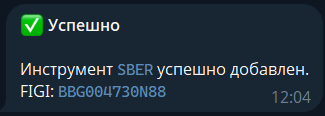 ✅ Успешно
Инструмент SBER успешно добавлен.
FIGI: BBG004730N88
12:04